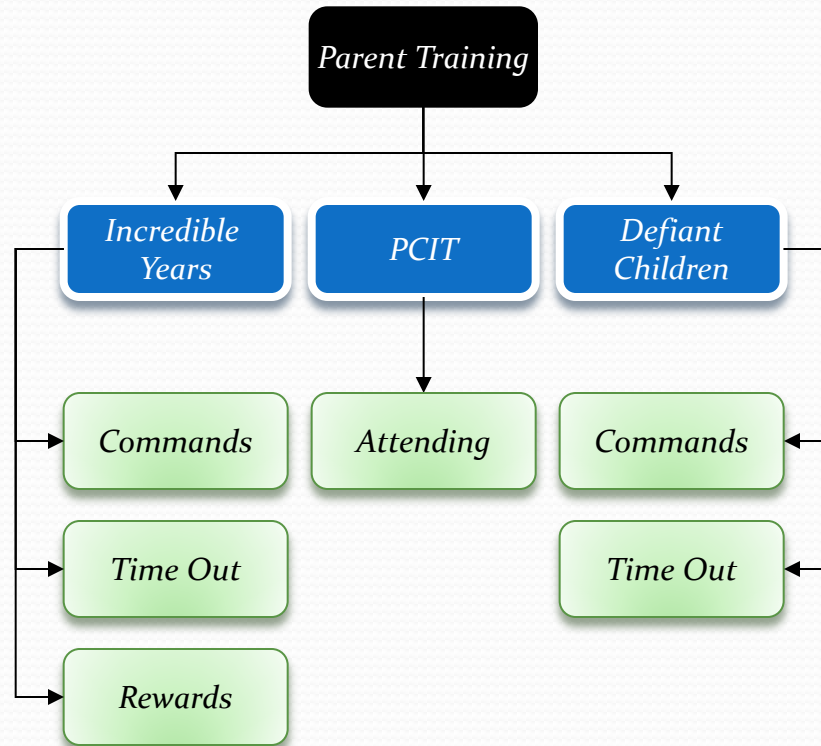 Parent Training
Incredible
Years
PCIT
Defiant
Children
Commands
Attending
Commands
Time Out
Time Out
Rewards